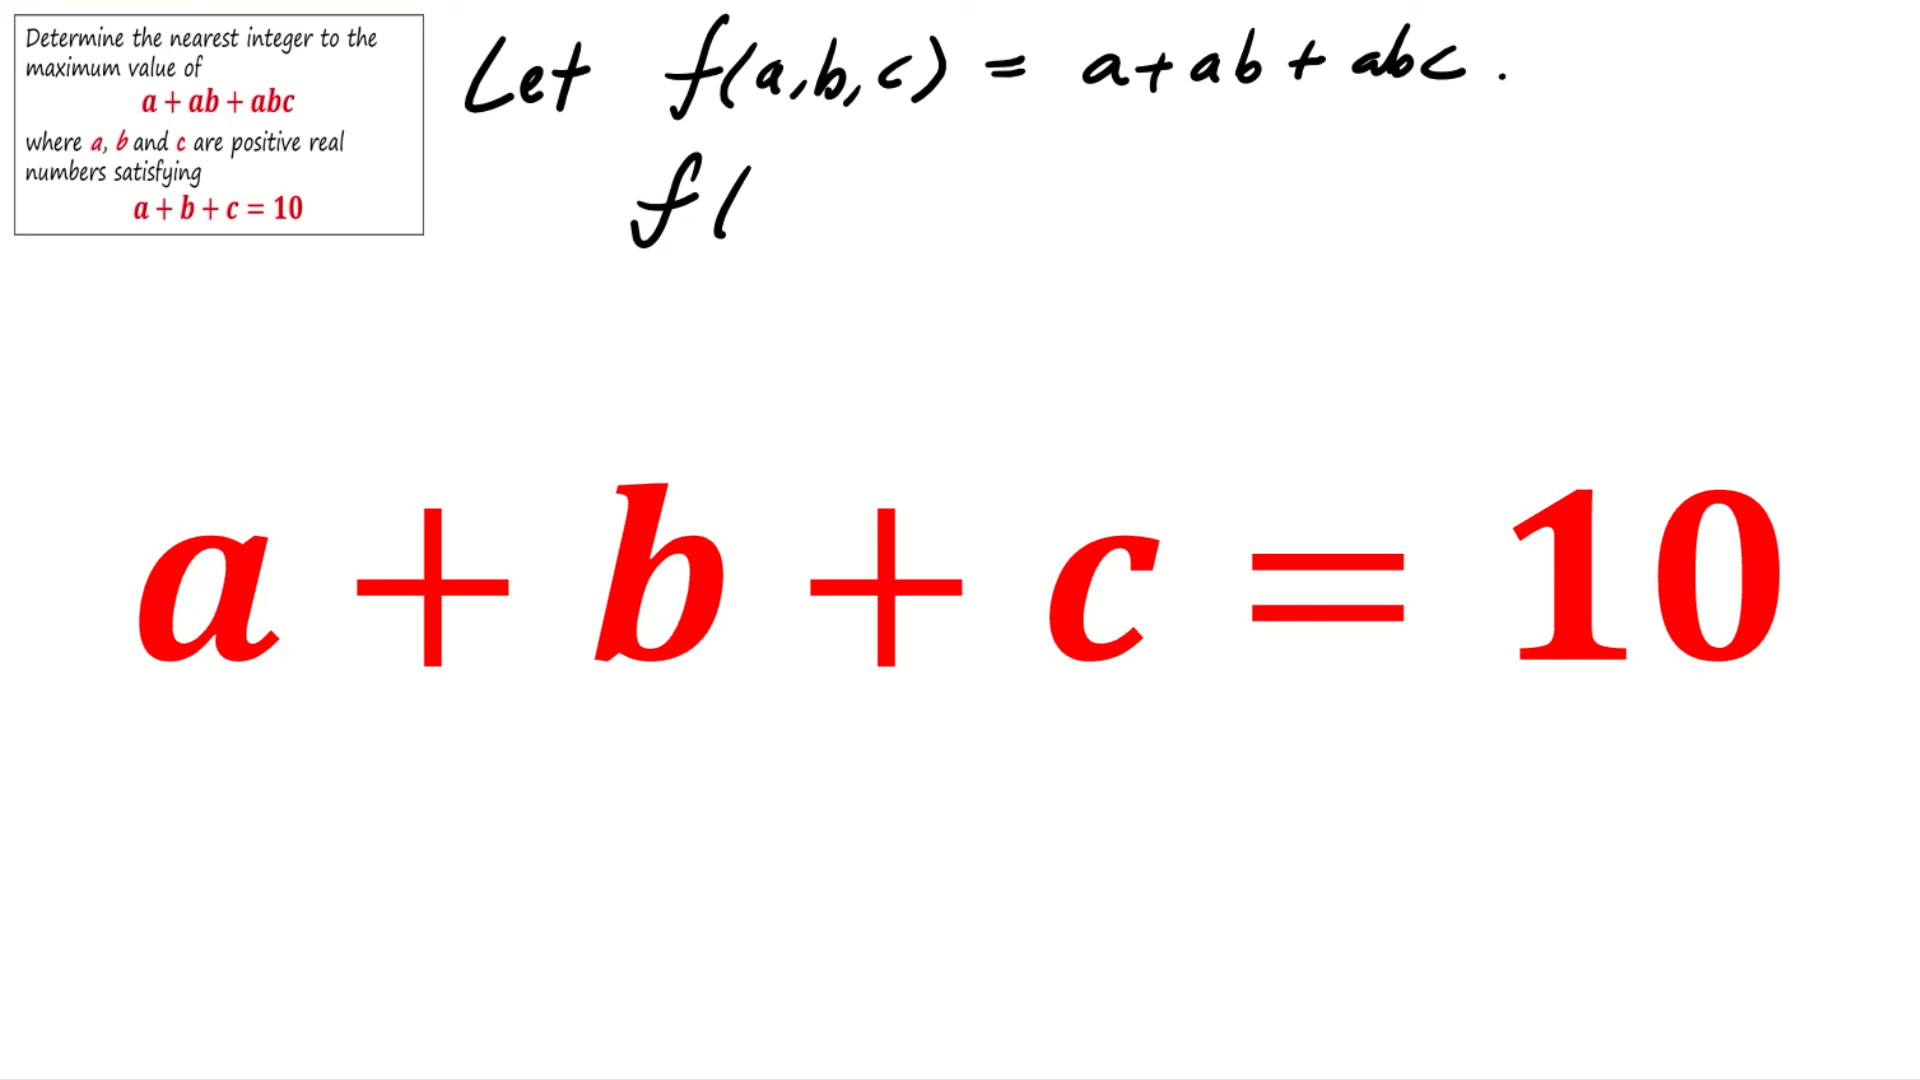 Determine the nearest integer to the
maximum value of
a + ab + abc
where a, b and c are positive real
numbers satisfying
a + b + c = 10
Let f(a,b,c) = a+ab+abc.
f(
a + b + c = 10